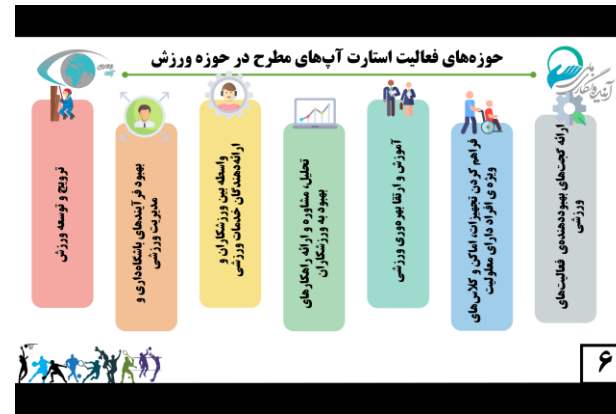 حوزه‌های فعالیت استارت آپ‌های مطرح در حوزه ورزش
ارائه گجت‌های بهبوددهنده‌ی فعالیت‌های
ورزشی
فراهم کردن تجهیزات، اماکن و کلاس‌های
ویژه ی افراد دارای معلولیت
آموزش و ارتقا بهره‌وری ورزشی
تحلیل، مشاوره و ارائه راهکارهای
بهبود به ورزشکاران
واسطه بین ورزشکاران و
ارائه‌دهندگان خدمات ورزشی
بهبود فرآیندهای باشگاه‌داری و
مدیریت ورزشی
ترویج و توسعه ورزش
۶